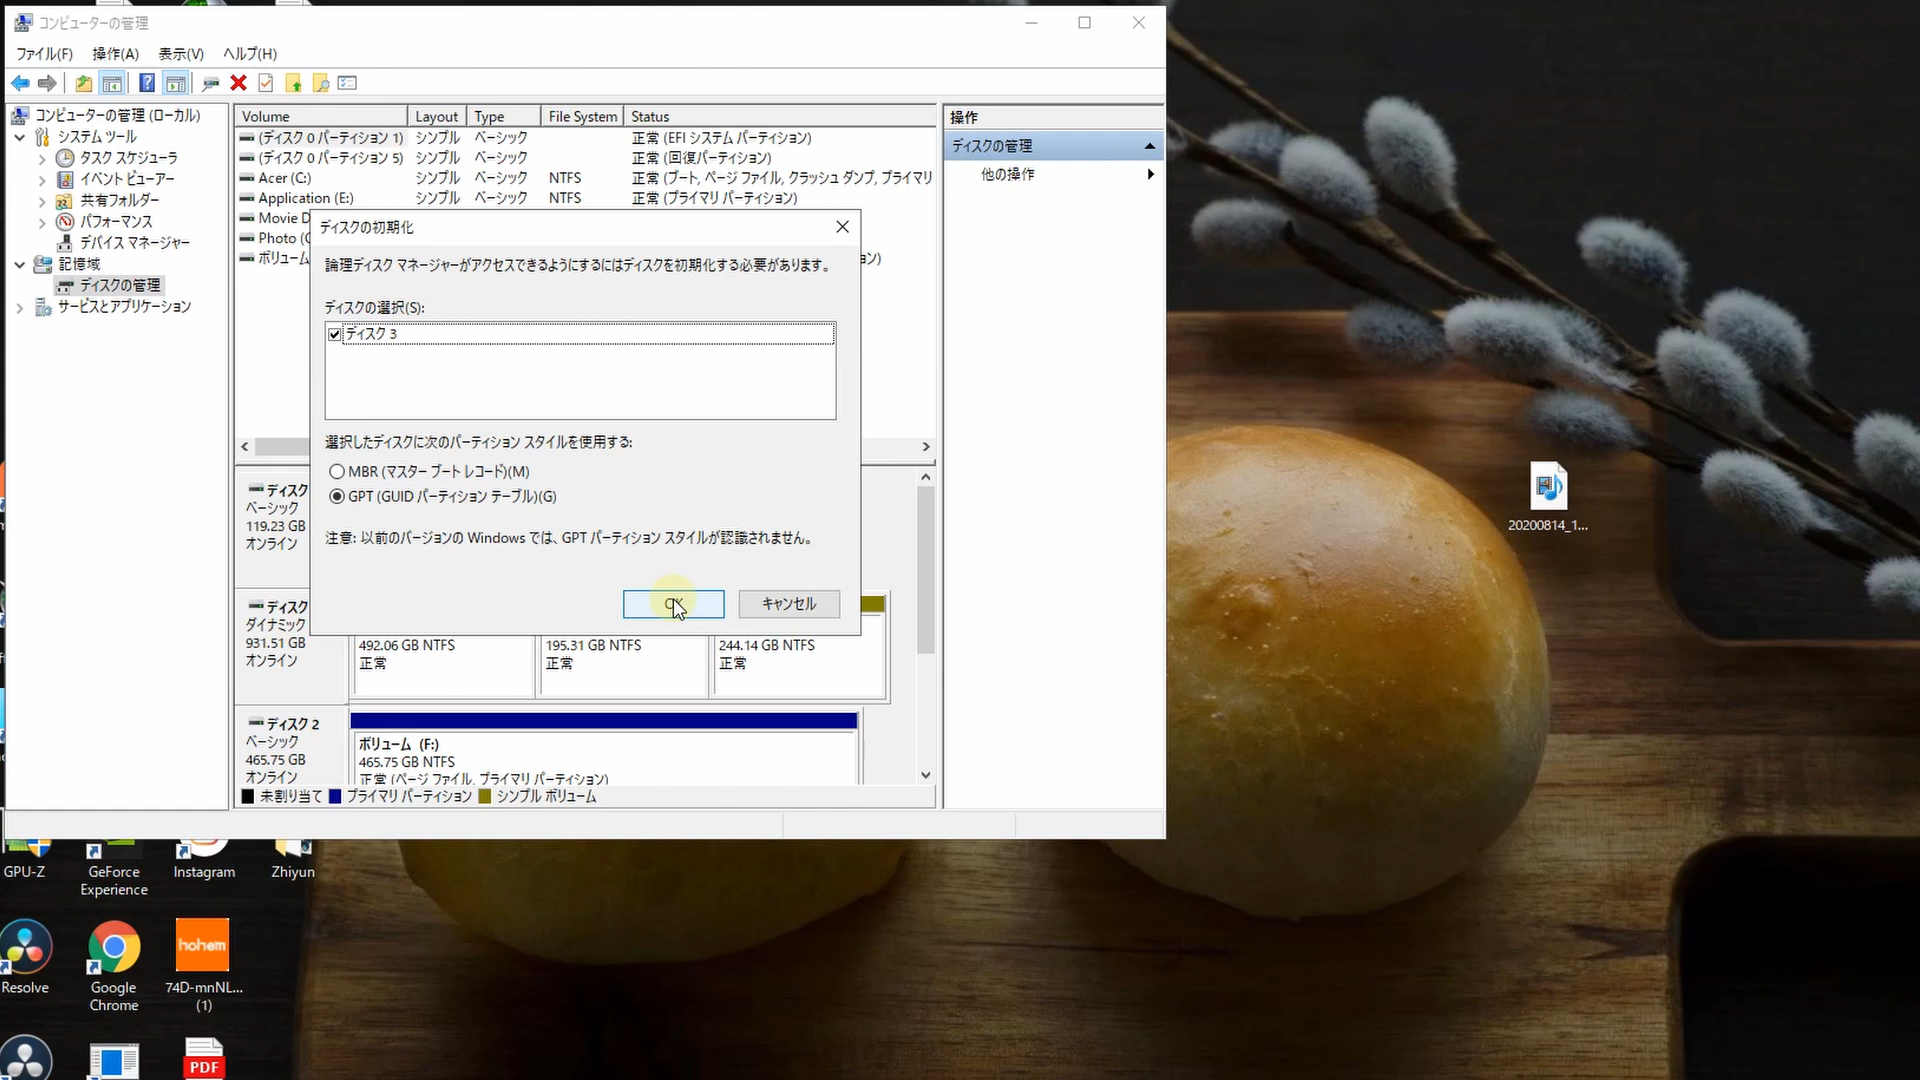 コンピューターの管理
ファイル(F) 操作(A) 表示(V) ヘルプ(H)
コンピューターの管理 (ローカル)
システム ツール
タスク スケジューラ
イベント ビューアー
共有フォルダー
パフォーマンス
デバイス マネージャー
記憶域
ディスクの管理
サービスとアプリケーション
Volume Layout Type File System Status
(ディスク 0 パーティション 1) シンプル ベーシック 正常 (EFI システム パーティション)
(ディスク 0 パーティション 5) シンプル ベーシック 正常 (回復パーティション)
Acer (C:) シンプル ベーシック NTFS 正常 (ブート, ページ ファイル, クラッシュ ダンプ, プライマリ
Application (E:) シンプル ベーシック NTFS 正常 (プライマリ パーティション)
Movie D
Photo (
ボリューム
ン)
操作
ディスクの管理
他の操作
ディスクの初期化
論理ディスク マネージャーがアクセスできるようにするにはディスクを初期化する必要があります。
ディスクの選択(S):
ディスク 3
選択したディスクに次のパーティション スタイルを使用する:
MBR (マスター ブート レコード)(M)
GPT (GUID パーティション テーブル)(G)
注意: 以前のバージョンの Windows では、GPT パーティション スタイルが認識されません。
OK キャンセル
ディスク
ベーシック
119.23 GB
オンライン
ディスク
ダイナミック
931.51 GB
オンライン
492.06 GB NTFS
正常
195.31 GB NTFS
正常
244.14 GB NTFS
正常
ディスク 2
ベーシック
465.75 GB
オンライン
ボリューム (F:)
465.75 GB NTFS
正常 (ページ ファイル, プライマリ パーティション)
未割り当て プライマリ パーティション シンプル ボリューム
20200814_1...
GPU-Z
GeForce
Experience
Instagram
Zhiyun
Resolve
Google
Chrome
hohem
74D-mnNL...
(1)
PDF